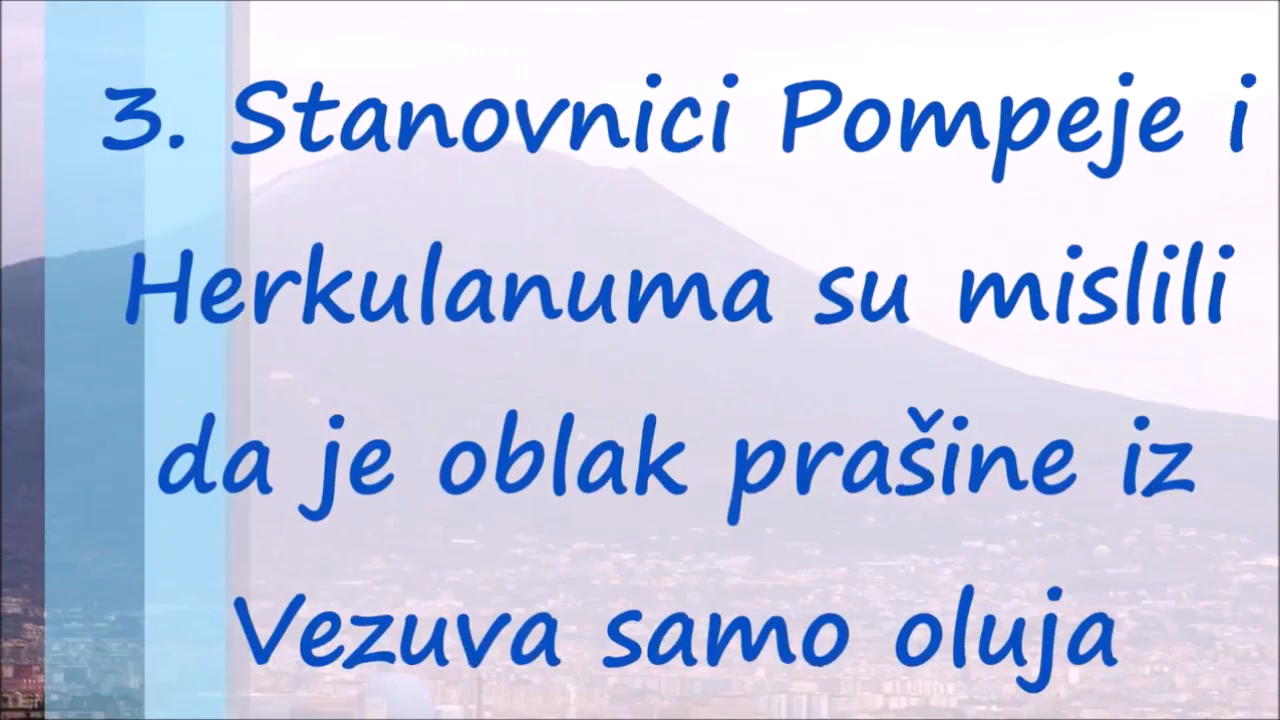 3. Stanovnici Pompeje i
Herkulanuma su mislili
da je oblak prašine iz
Vezuva samo oluja